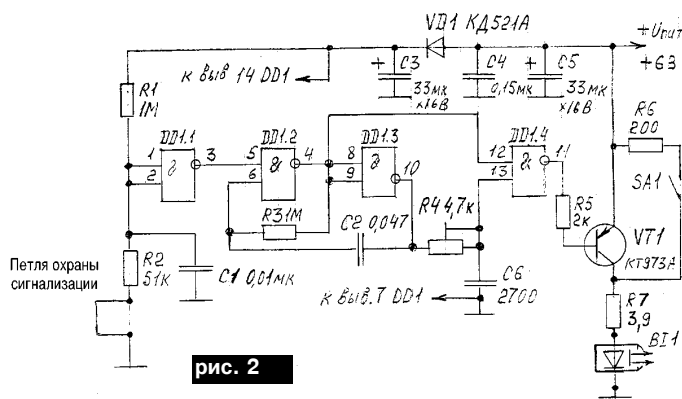 VD1 КД521А
+Uпит
+6В
к выв 14 DD1
+ C3
33мк
×16В
C4
0,15мк
+ C5
33мк
×16В
R1
1M
R6
200
DD1.1
DD1.2
DD1.3
DD1.4
1
2
&
3
5
6
&
4
8
9
&
10
12
13
&
11
SA1
R3 1M
C2 0,047
R4 4,7к
R5
2к
VT1
КТ973А
Петля охраны
сигнализации
R2
51к
C1 0,01мк
к выв.7 DD1
C6
2700
R7
3,9
BI1
рис. 2